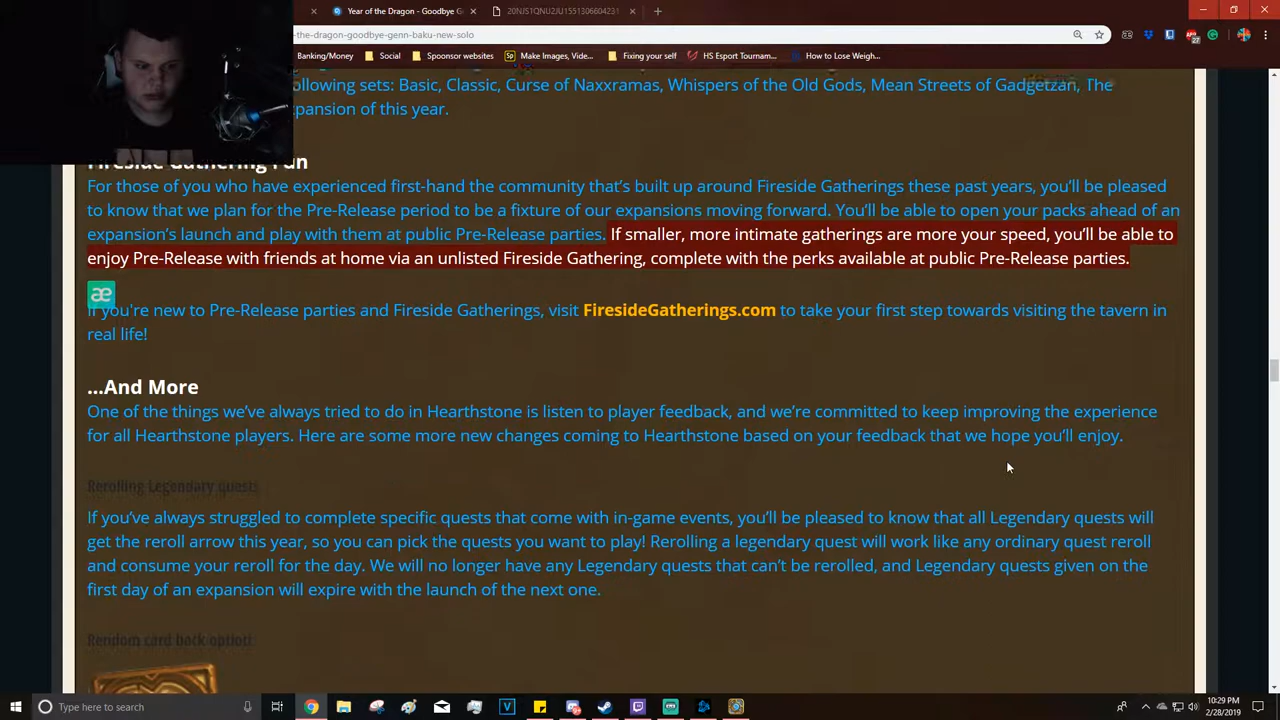 Year of the Dragon - Goodbye G
20NJS1QNU2JU1551306604231
-the-dragon-goodbye-genn-baku-new-solo
Banking/Money Social Spoonsor websites Make Images, Vide... Fixing your self HS Esport Tournam... How to Lose Weigh...
ollowing sets: Basic, Classic, Curse of Naxxramas, Whispers of the Old Gods, Mean Streets of Gadgetzan, The
pansion of this year.
Fireside Gathering Fun
For those of you who have experienced first-hand the community that's built up around Fireside Gatherings these past years, you'll be pleased
to know that we plan for the Pre-Release period to be a fixture of our expansions moving forward. You'll be able to open your packs ahead of an
expansion's launch and play with them at public Pre-Release parties. If smaller, more intimate gatherings are more your speed, you'll be able to
enjoy Pre-Release with friends at home via an unlisted Fireside Gathering, complete with the perks available at public Pre-Release parties.
æ
If you're new to Pre-Release parties and Fireside Gatherings, visit FiresideGatherings.com to take your first step towards visiting the tavern in
real life!
...And More
One of the things we've always tried to do in Hearthstone is listen to player feedback, and we're committed to keep improving the experience
for all Hearthstone players. Here are some more new changes coming to Hearthstone based on your feedback that we hope you'll enjoy.
Rerolling Legendary quests
If you've always struggled to complete specific quests that come with in-game events, you'll be pleased to know that all Legendary quests will
get the reroll arrow this year, so you can pick the quests you want to play! Rerolling a legendary quest will work like any ordinary quest reroll
and consume your reroll for the day. We will no longer have any Legendary quests that can't be rerolled, and Legendary quests given on the
first day of an expansion will expire with the launch of the next one.
Random card back option
Type here to search
10:29 PM
2/28/2019